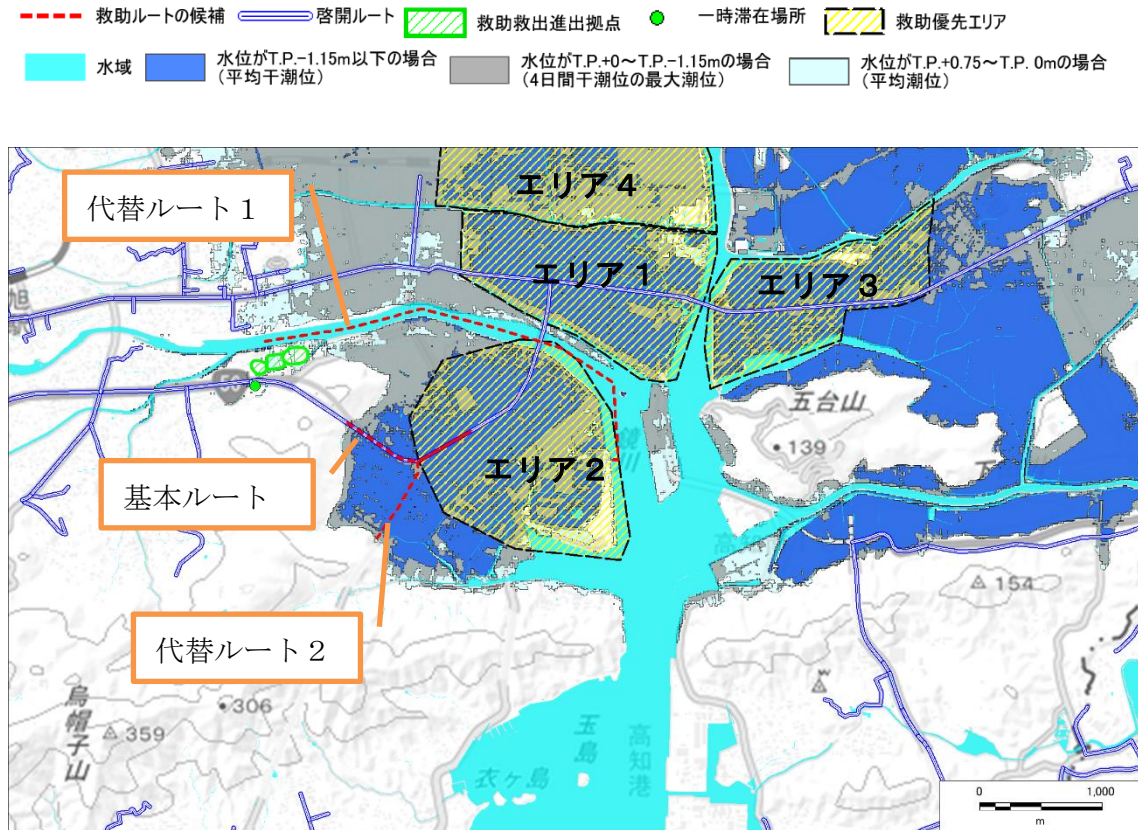 救助ルートの候補
啓開ルート
救助救出進出拠点
一時滞在場所
救助優先エリア
水域
水位がT.P.-1.15m以下の場合
(平均干潮位)
水位がT.P.+0～T.P.-1.15mの場合
(4日間干潮位の最大潮位)
水位がT.P.+0.75～T.P. 0mの場合
(平均潮位)
代替ルート１
エリア４
エリア１
エリア３
旭
五台山
139
エリア２
基本ルート
代替ルート２
154
306
359
烏帽子山
玉島
衣ヶ島
高知港
0
1,000
m